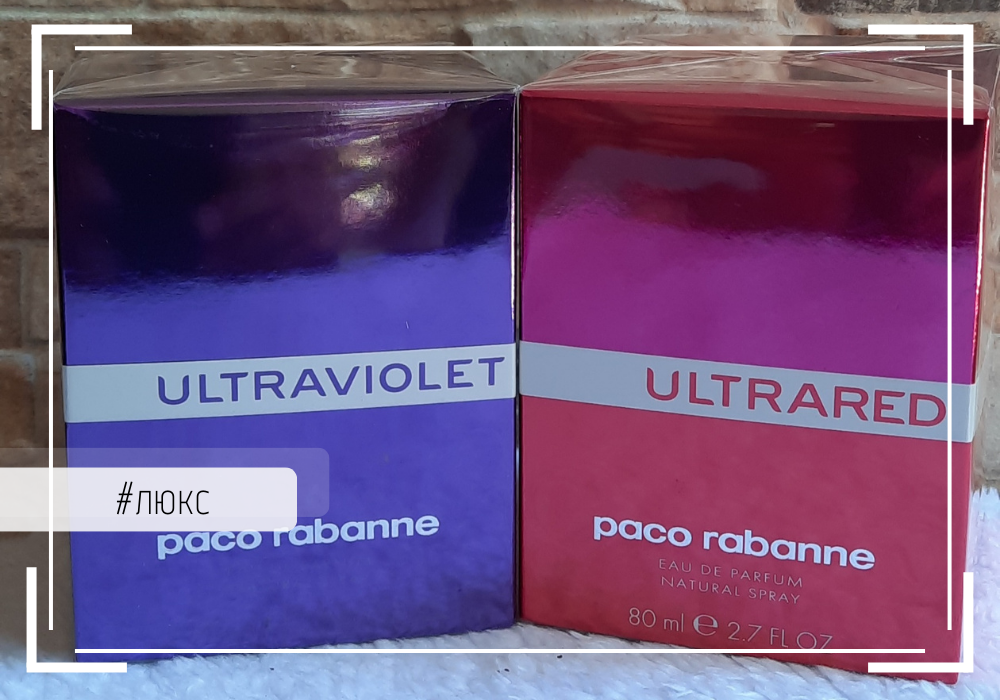 ULTRAVIOLET
paco rabanne
#люкс
ULTRARED
paco rabanne
EAU DE PARFUM
NATURAL SPRAY
80 ml e 2.7 FL OZ